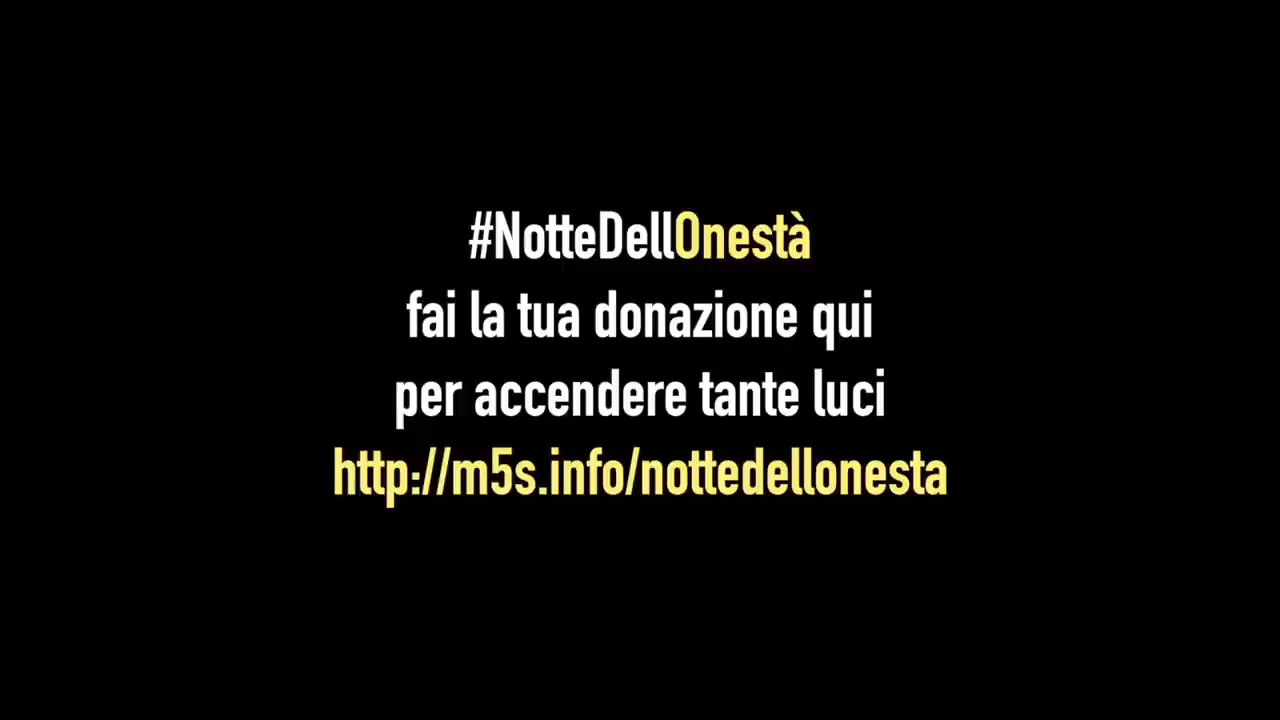 #NotteDellOnestà
fai la tua donazione qui
per accendere tante luci
http://m5s.info/nottedellonesta